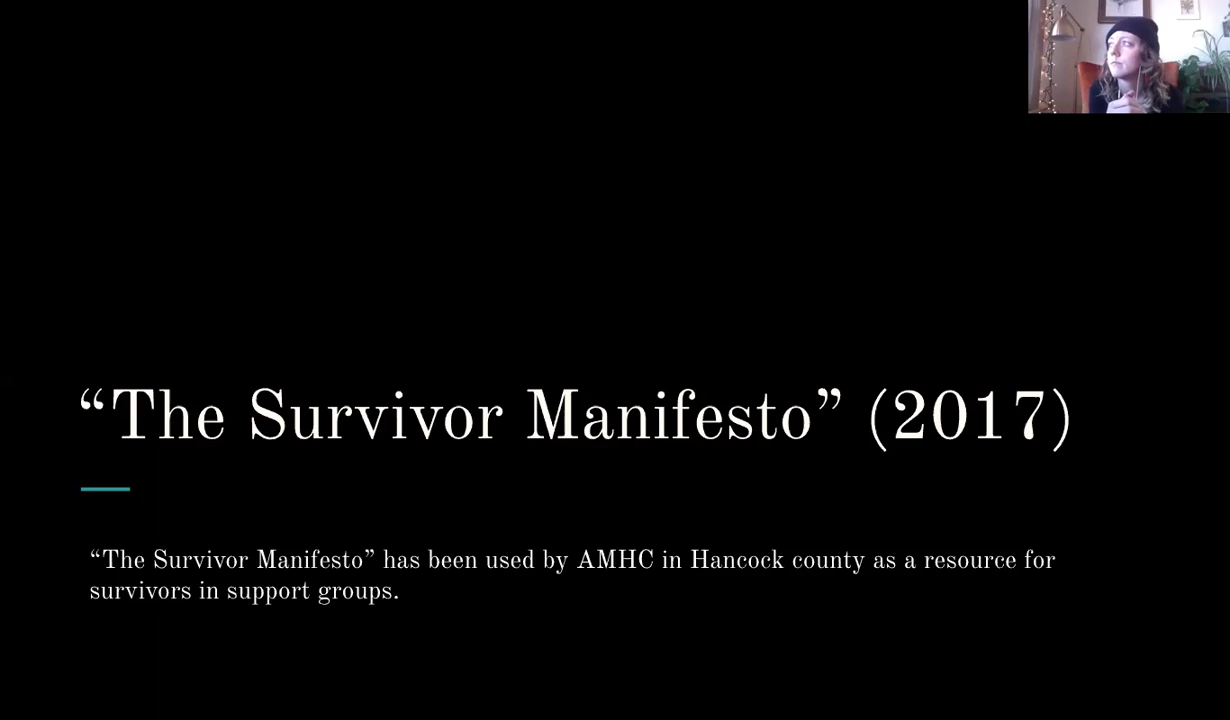 “The Survivor Manifesto” (2017)
“The Survivor Manifesto” has been used by AMHC in Hancock county as a resource for
survivors in support groups.